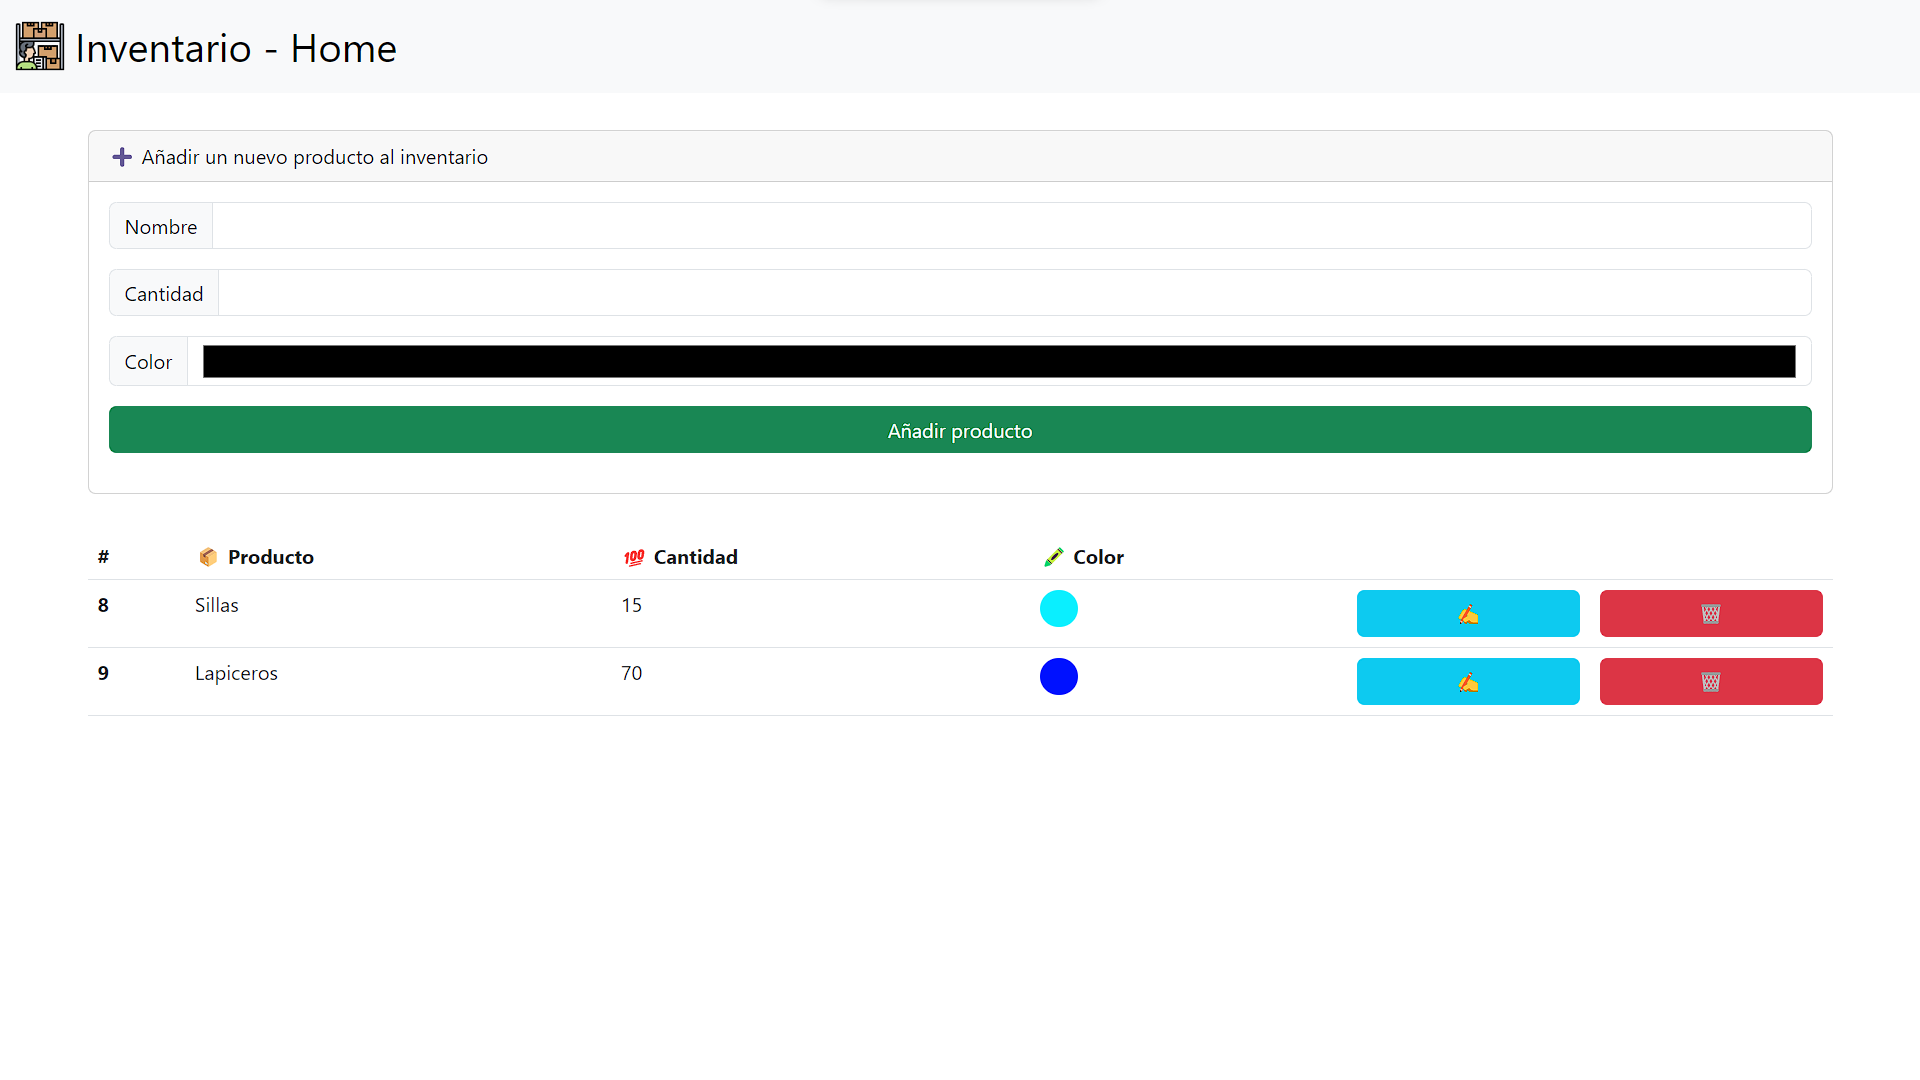 Inventario - Home
➕ Añadir un nuevo producto al inventario
Nombre
Cantidad
Color
Añadir producto
# 📦 Producto 💯 Cantidad 🖍️ Color
8 Sillas 15
9 Lapiceros 70